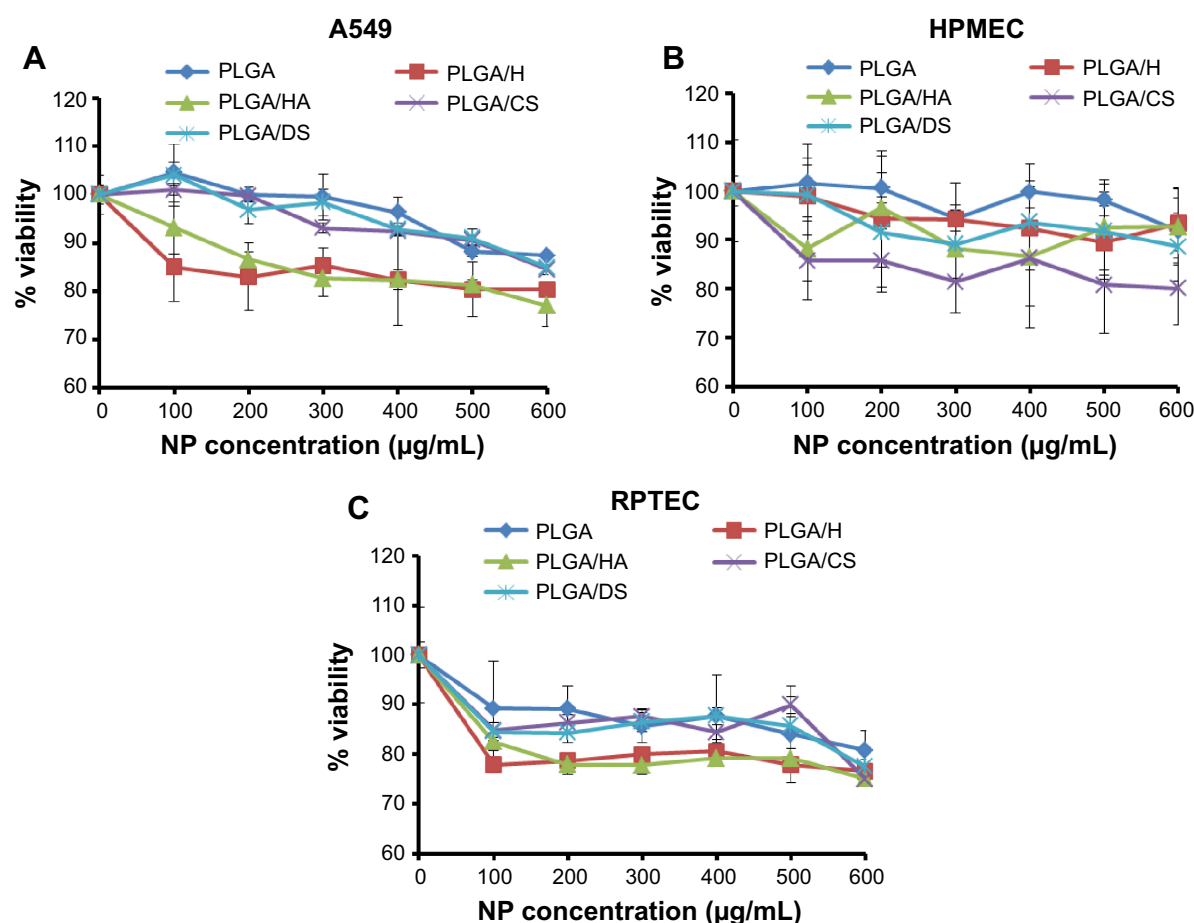 A549
A
PLGA PLGA/H
PLGA/HA PLGA/CS
PLGA/DS
% viability
120
110
100
90
80
70
60
0 100 200 300 400 500 600
NP concentration (µg/mL)
HPMEC
B
PLGA PLGA/H
PLGA/HA PLGA/CS
PLGA/DS
% viability
120
110
100
90
80
70
60
0 100 200 300 400 500 600
NP concentration (µg/mL)
RPTEC
C
PLGA PLGA/H
PLGA/HA PLGA/CS
PLGA/DS
% viability
120
110
100
90
80
70
60
0 100 200 300 400 500 600
NP concentration (µg/mL)